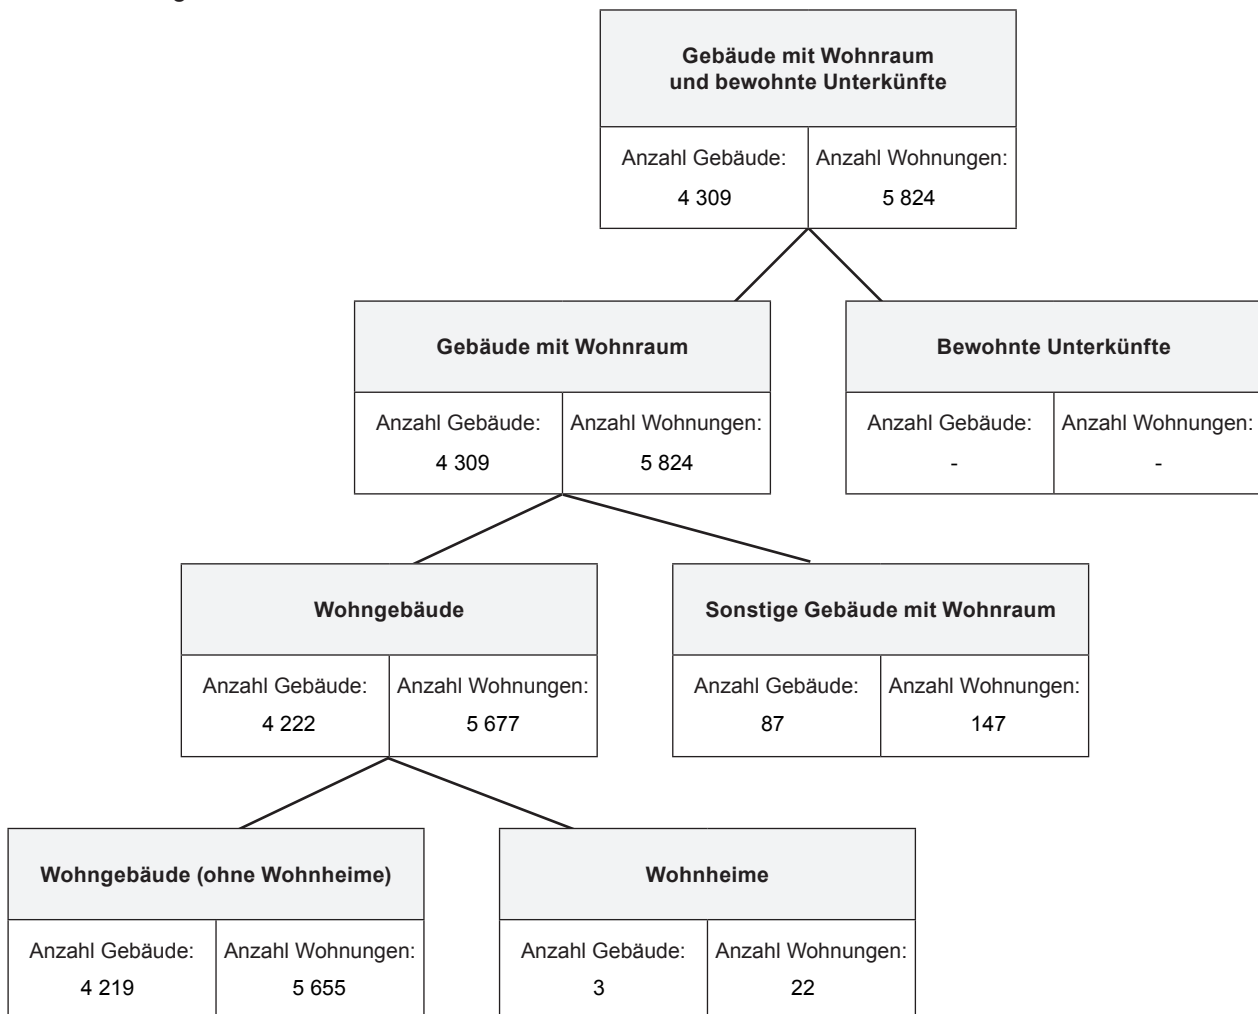 Gebäude mit Wohnraum
und bewohnte Unterkünfte
Anzahl Gebäude: Anzahl Wohnungen:
4 309 5 824
Gebäude mit Wohnraum
Anzahl Gebäude: Anzahl Wohnungen:
4 309 5 824
Bewohnte Unterkünfte
Anzahl Gebäude: Anzahl Wohnungen:
- -
Wohngebäude
Anzahl Gebäude: Anzahl Wohnungen:
4 222 5 677
Sonstige Gebäude mit Wohnraum
Anzahl Gebäude: Anzahl Wohnungen:
87 147
Wohngebäude (ohne Wohnheime)
Anzahl Gebäude: Anzahl Wohnungen:
4 219 5 655
Wohnheime
Anzahl Gebäude: Anzahl Wohnungen:
3 22